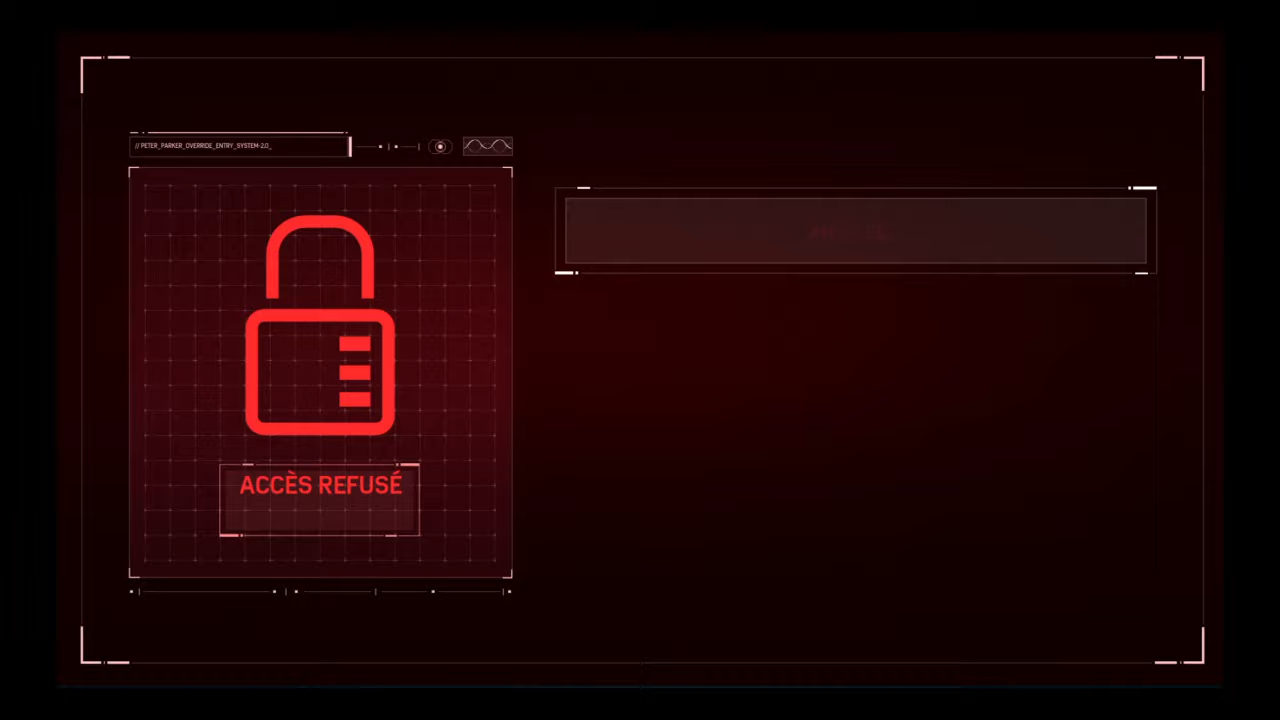 // PETER_PARKER_OVERRIDE_ENTRY_SYSTEM-2.0_
ACCÈS REFUSÉ